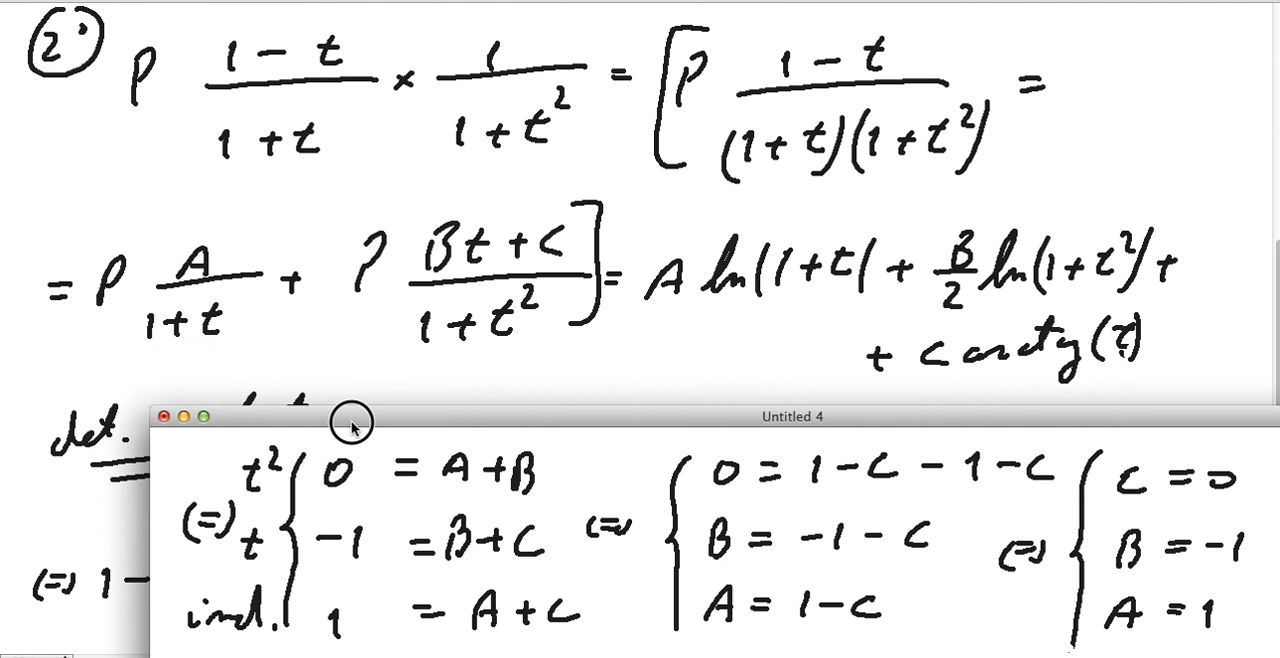 2) P (1 - t)/(1 + t) × 1/(1 + t²) = [P (1 - t)/((1 + t)(1 + t²)) =
= P A/(1 + t) + P (Bt + C)/(1 + t²)] = A ln|1 + t| + B/2 ln(1 + t²) +
+ C arctg(t)
det.
Untitled 4
t² { 0 = A + B { 0 = 1 - C - 1 - C { C = 0
(=) t -1 = B + C (=) B = -1 - C (=) B = -1
ind. 1 = A + C A = 1 - C A = 1
(=) 1 -